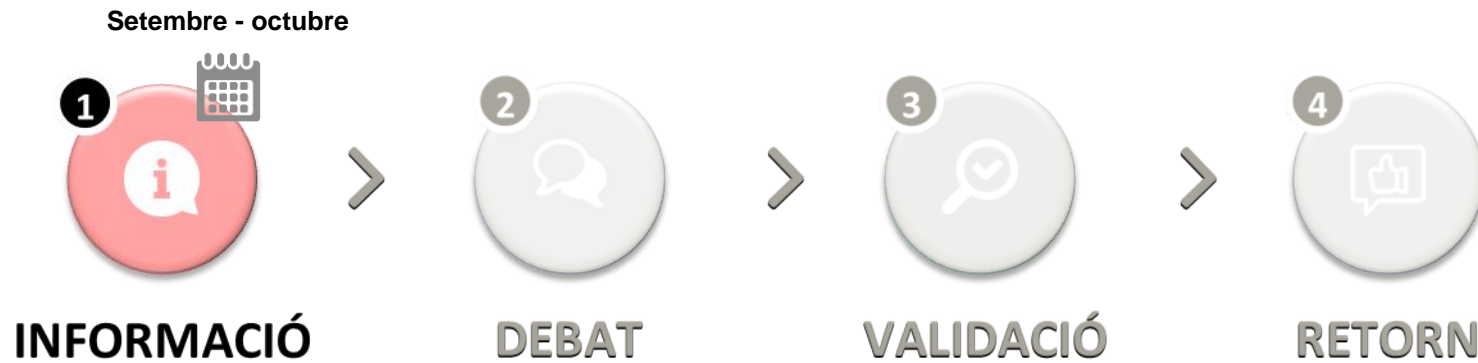 Setembre - octubre
1
2
3
4
i
INFORMACIÓ
DEBAT
VALIDACIÓ
RETORN